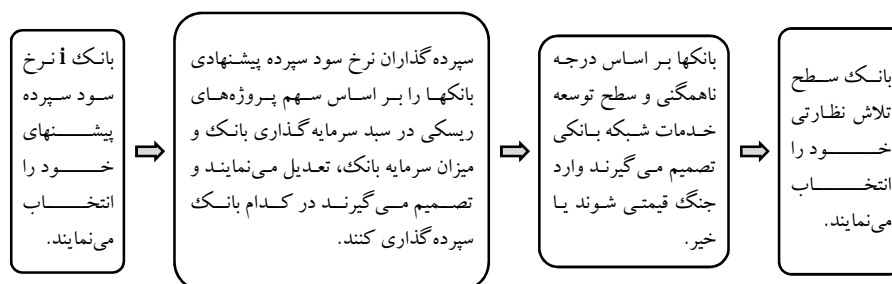 بانک i نرخ
سود سپرده
پیشنهای
خود را
انتخاب
می‌نمایند.
سپرده‌گذاران نرخ سود سپرده پیشنهادی
بانکها را بر اساس سهم پروژه‌های
ریسکی در سبد سرمایه‌گذاری بانک و
میزان سرمایه بانک، تعدیل می‌نمایند و
تصمیم می‌گیرند در کدام بانک
سپرده‌گذاری کنند.
بانکها بر اساس درجه
ناهمگنی و سطح توسعه
خدمات شبکه بانکی
تصمیم می‌گیرند وارد
جنگ قیمتی شوند یا
خیر.
بانک سطح
تلاش نظارتی
خود را
انتخاب
می‌نمایند.